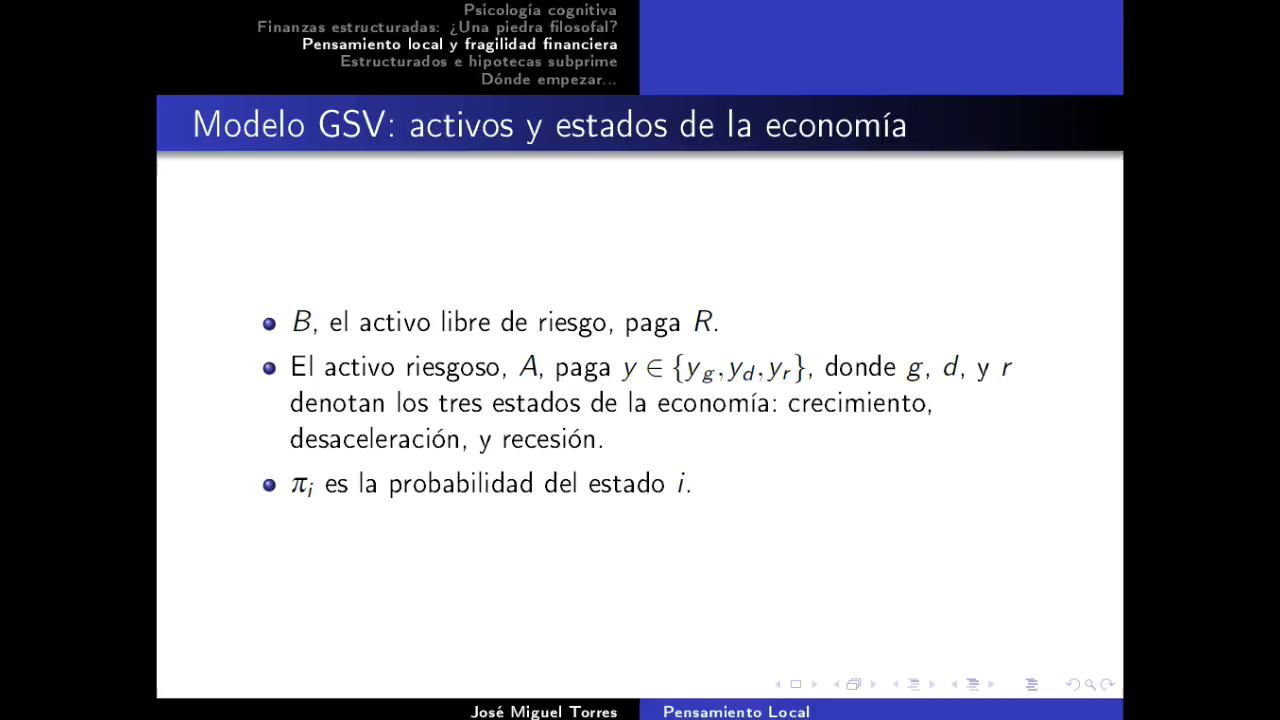 Psicología cognitiva
Finanzas estructuradas: ¿Una piedra filosofal?
Pensamiento local y fragilidad financiera
Estructurados e hipotecas subprime
Dónde empezar...
Modelo GSV: activos y estados de la economía
B, el activo libre de riesgo, paga R.
El activo riesgoso, A, paga y ∈ {y_g, y_d, y_r}, donde g, d, y r
denotan los tres estados de la economía: crecimiento,
desaceleración, y recesión.
π_i es la probabilidad del estado i.
José Miguel Torres
Pensamiento Local